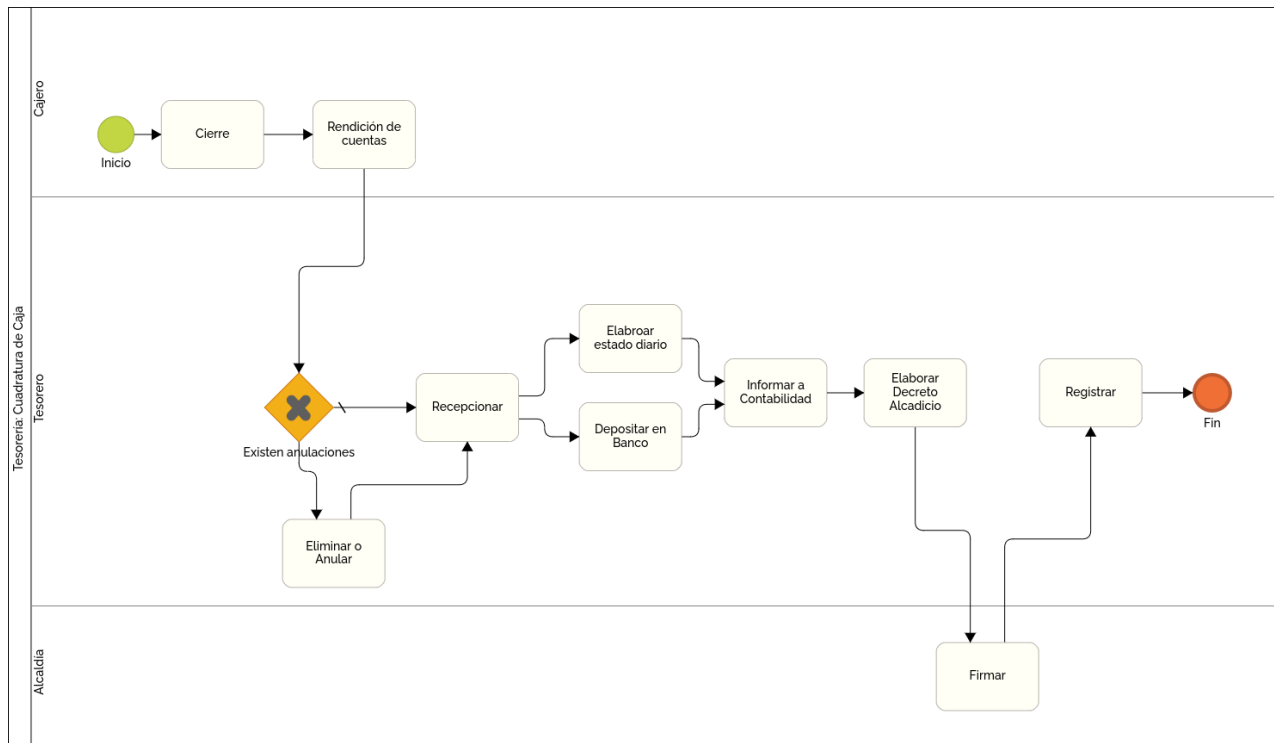 Tesorería: Cuadratura de Caja
Cajero
Inicio
Cierre
Rendición de
cuentas
Tesorero
Existen anulaciones
Eliminar o
Anular
Recepcionar
Elabroar
estado diario
Depositar en
Banco
Informar a
Contabilidad
Elaborar
Decreto
Alcadicio
Registrar
Fin
Alcaldía
Firmar